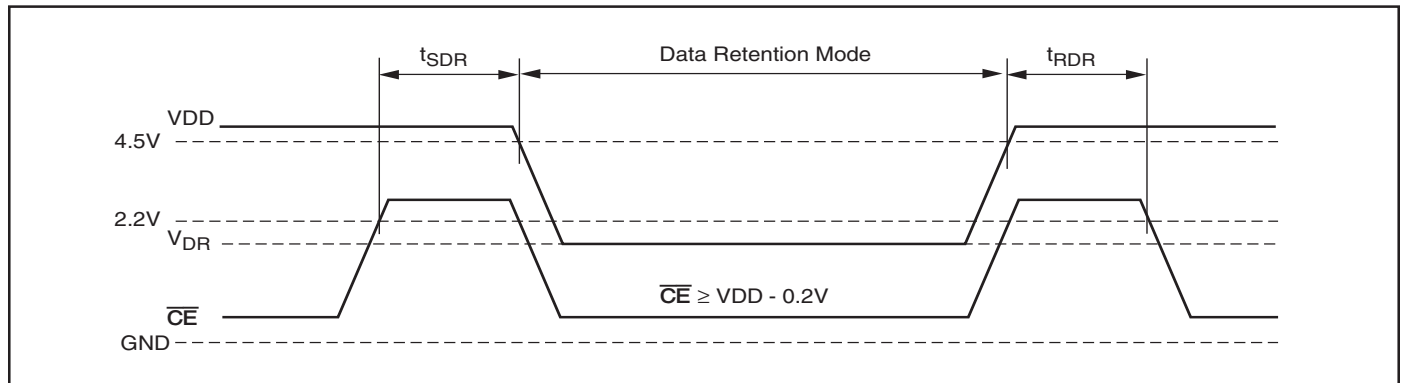 tSDR Data Retention Mode tRDR
VDD
4.5V
2.2V
VDR
CE ≥ VDD - 0.2V
CE
GND